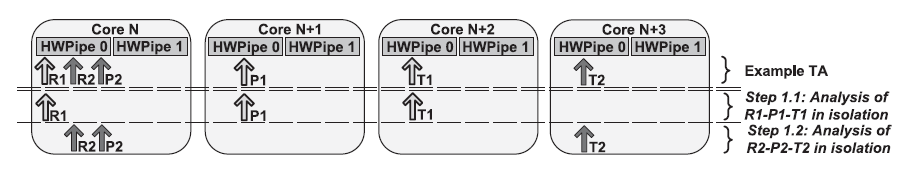 Core N Core N+1 Core N+2 Core N+3
HWPipe 0 HWPipe 1 HWPipe 0 HWPipe 1 HWPipe 0 HWPipe 1 HWPipe 0 HWPipe 1
R1 R2 P2 P1 T1 T2 Example TA
R1 P1 T1 Step 1.1: Analysis of
R1-P1-T1 in isolation
R2 P2 T2 Step 1.2: Analysis of
R2-P2-T2 in isolation